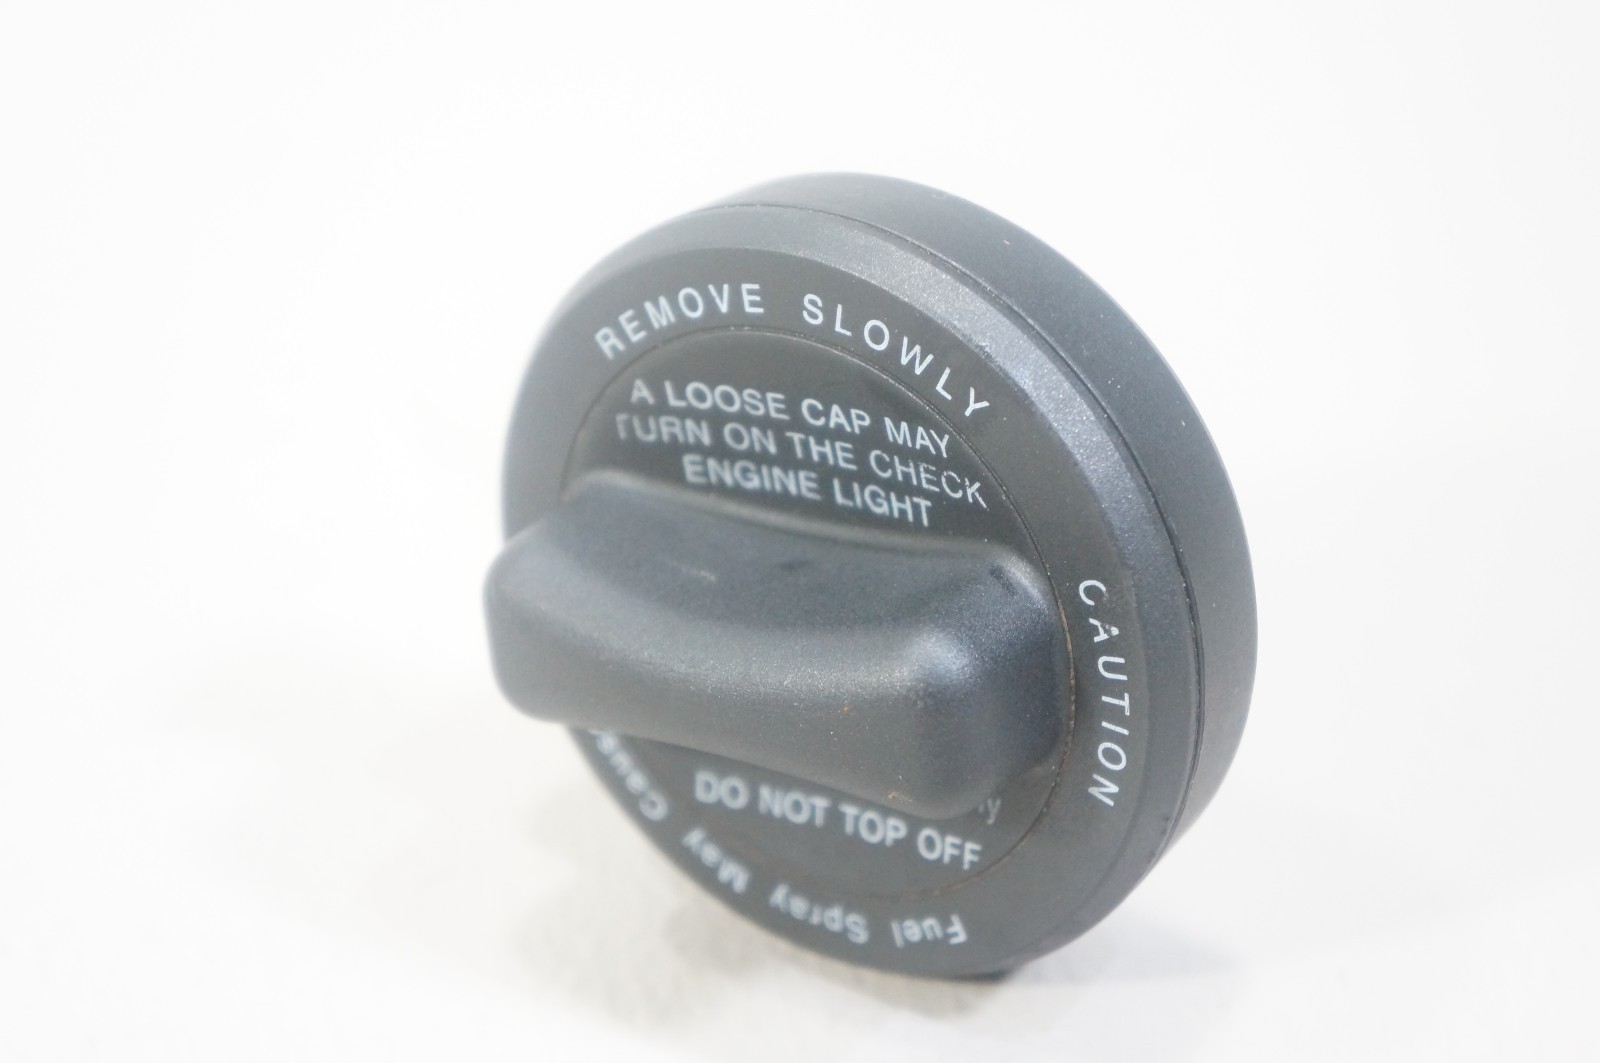 REMOVE SLOWLY
A LOOSE CAP MAY
TURN ON THE CHECK
ENGINE LIGHT
CAUTION
DO NOT TOP OFF
Fuel Spray May